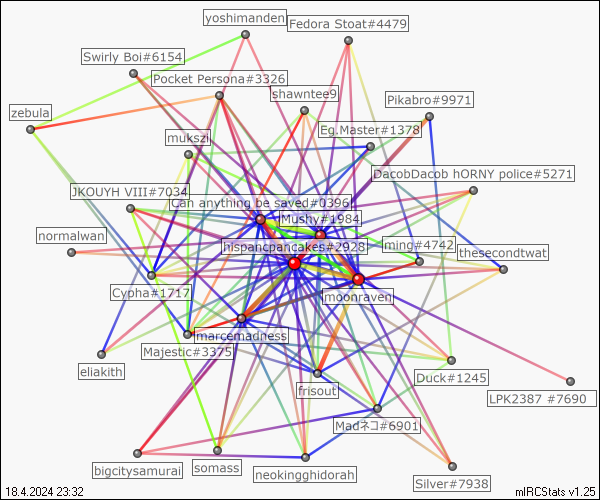 yoshimanden
Fedora Stoat#4479
Swirly Boi#6154
Pocket Persona#3326
shawntee9
Pikabro#9971
zebula
Eg.Master#1378
mukszi
DacobDacob hORNY police#5271
JKOUYH VIII#7034
Can anything be saved#0396
Mushy#1984
normalwan
hispancpancakes#2928
ming#4742
thesecondtwat
Cypha#1717
moonraven
marcemadness
Majestic#3375
eliakith
frisout
Duck#1245
LPK2387 #7690
Madネコ#6901
bigcitysamurai
somass
neokingghidorah
Silver#7938
18.4.2024 23:32
mIRCStats v1.25